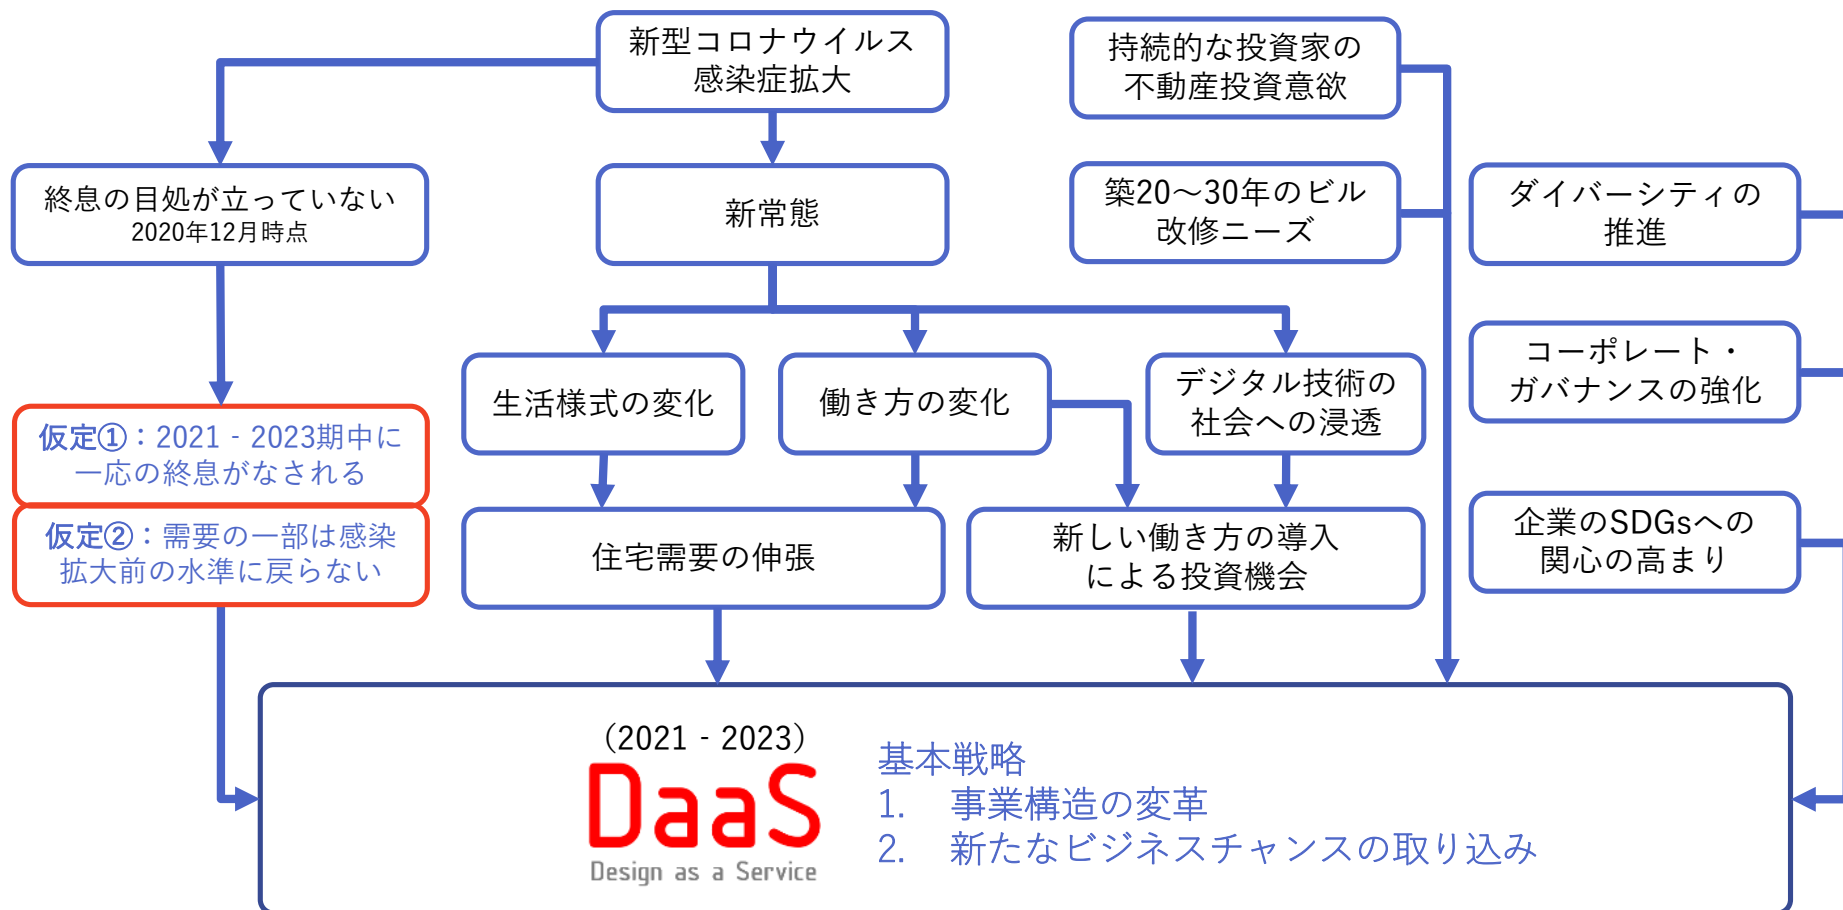 新型コロナウイルス
感染症拡大
持続的な投資家の
不動産投資意欲
終息の目処が立っていない
2020年12月時点
新常態
築20～30年のビル
改修ニーズ
ダイバーシティの
推進
コーポレート・
ガバナンスの強化
生活様式の変化
働き方の変化
デジタル技術の
社会への浸透
仮定①：2021 - 2023期中に
一応の終息がなされる
仮定②：需要の一部は感染
拡大前の水準に戻らない
住宅需要の伸張
新しい働き方の導入
による投資機会
企業のSDGsへの
関心の高まり
（2021 - 2023）
DaaS
Design as a Service
基本戦略
1. 事業構造の変革
2. 新たなビジネスチャンスの取り込み